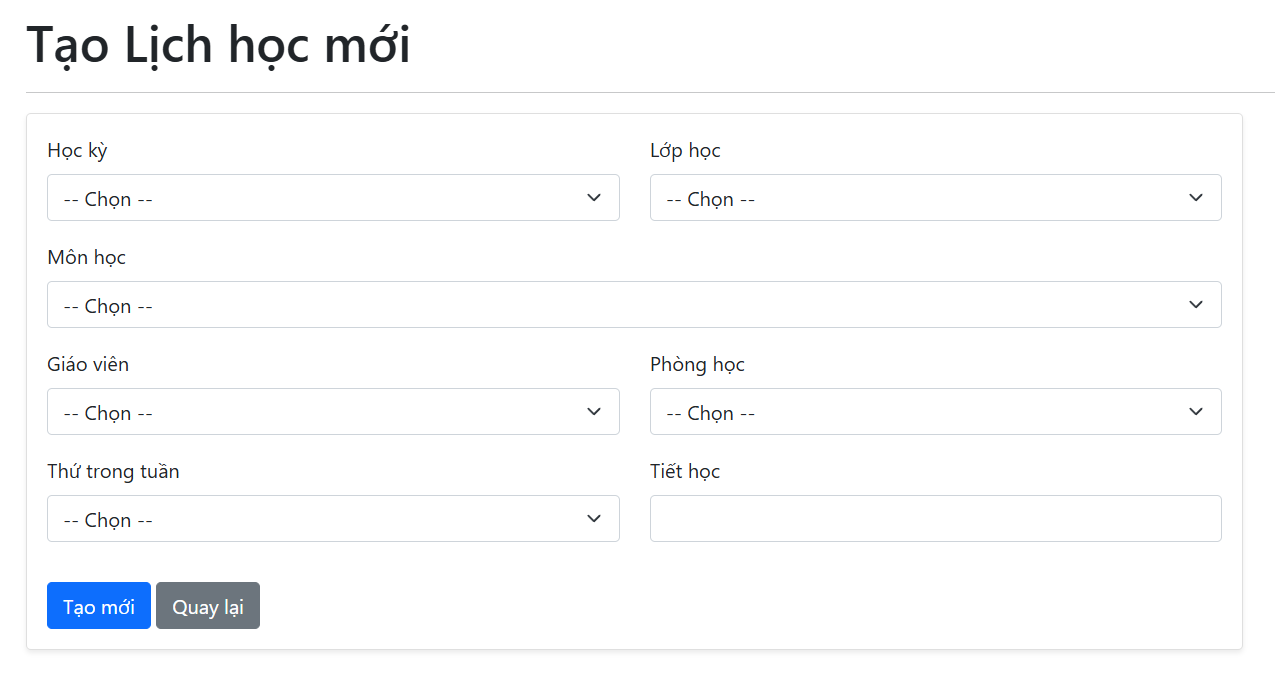 Tạo Lịch học mới
Học kỳ
Lớp học
-- Chọn --
-- Chọn --
Môn học
-- Chọn --
Giáo viên
Phòng học
-- Chọn --
-- Chọn --
Thứ trong tuần
Tiết học
-- Chọn --
Tạo mới
Quay lại